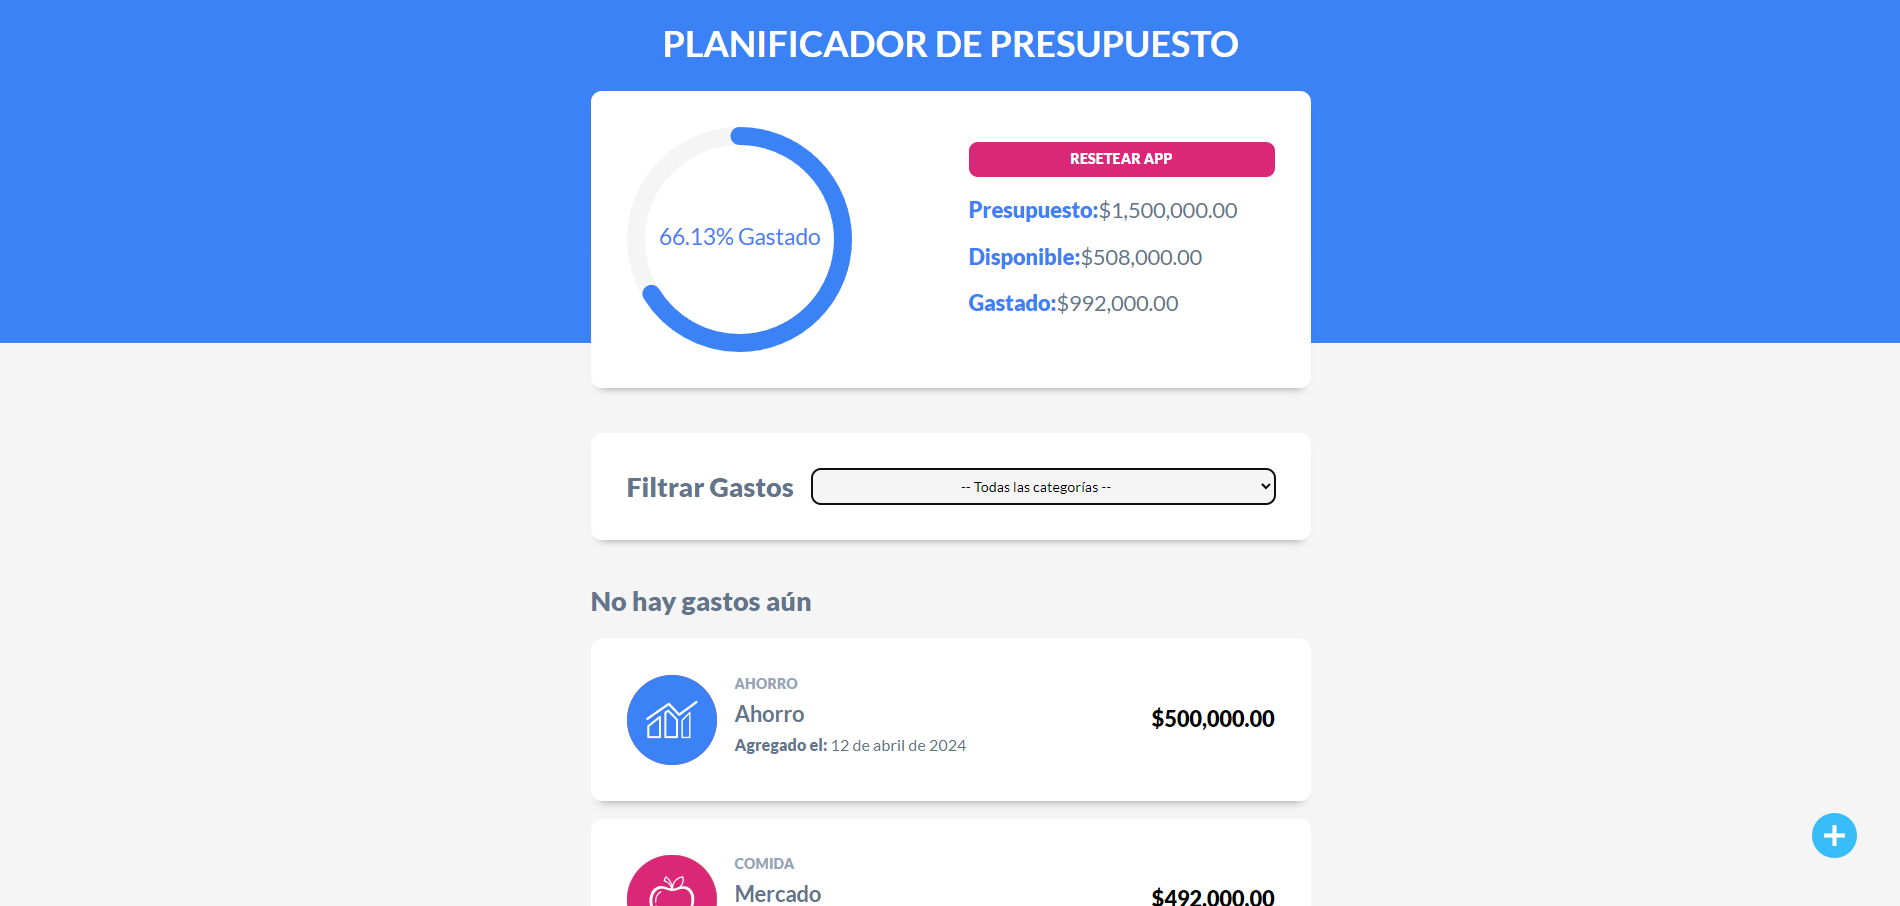 PLANIFICADOR DE PRESUPUESTO
66.13% Gastado
RESETEAR APP
Presupuesto:$1,500,000.00
Disponible:$508,000.00
Gastado:$992,000.00
Filtrar Gastos
-- Todas las categorías --
No hay gastos aún
AHORRO
Ahorro
Agregado el: 12 de abril de 2024
$500,000.00
COMIDA
Mercado
$492,000.00